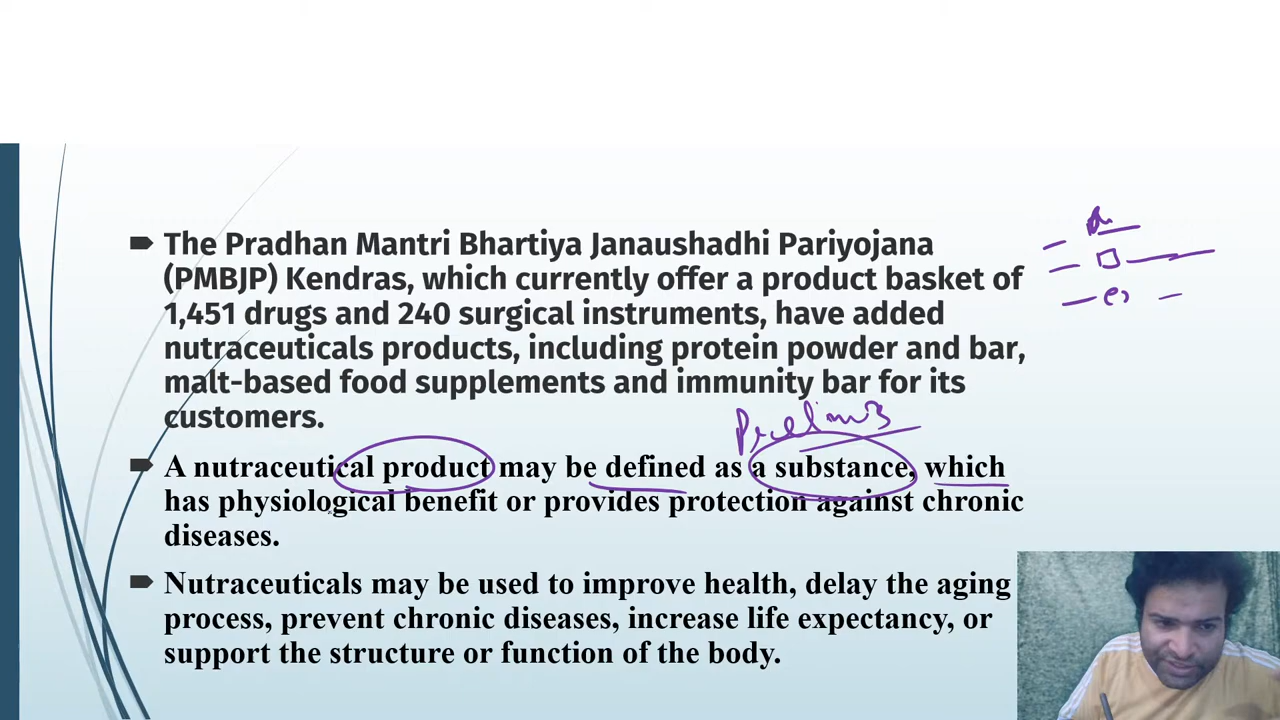 The Pradhan Mantri Bhartiya Janaushadhi Pariyojana
(PMBJP) Kendras, which currently offer a product basket of
1,451 drugs and 240 surgical instruments, have added
nutraceuticals products, including protein powder and bar,
malt-based food supplements and immunity bar for its
customers.
Prelims
A nutraceutical product may be defined as a substance, which
has physiological benefit or provides protection against chronic
diseases.
Nutraceuticals may be used to improve health, delay the aging
process, prevent chronic diseases, increase life expectancy, or
support the structure or function of the body.